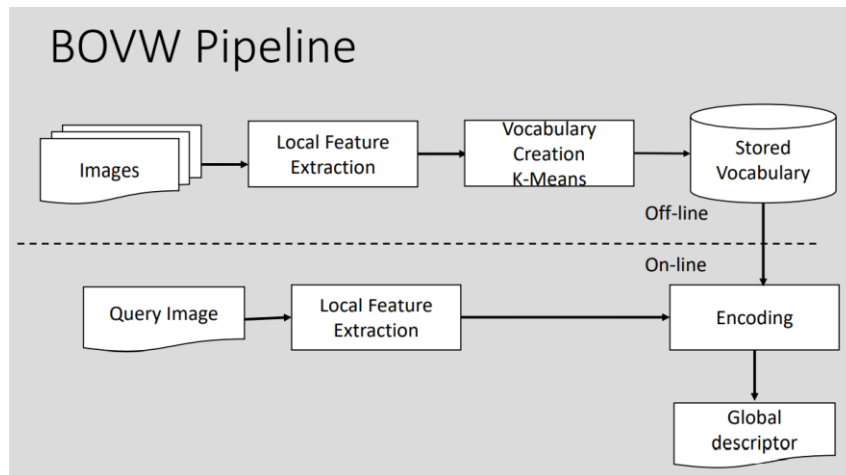 BOVW Pipeline
Images
Local Feature
Extraction
Vocabulary
Creation
K-Means
Stored
Vocabulary
Off-line
On-line
Query Image
Local Feature
Extraction
Encoding
Global
descriptor